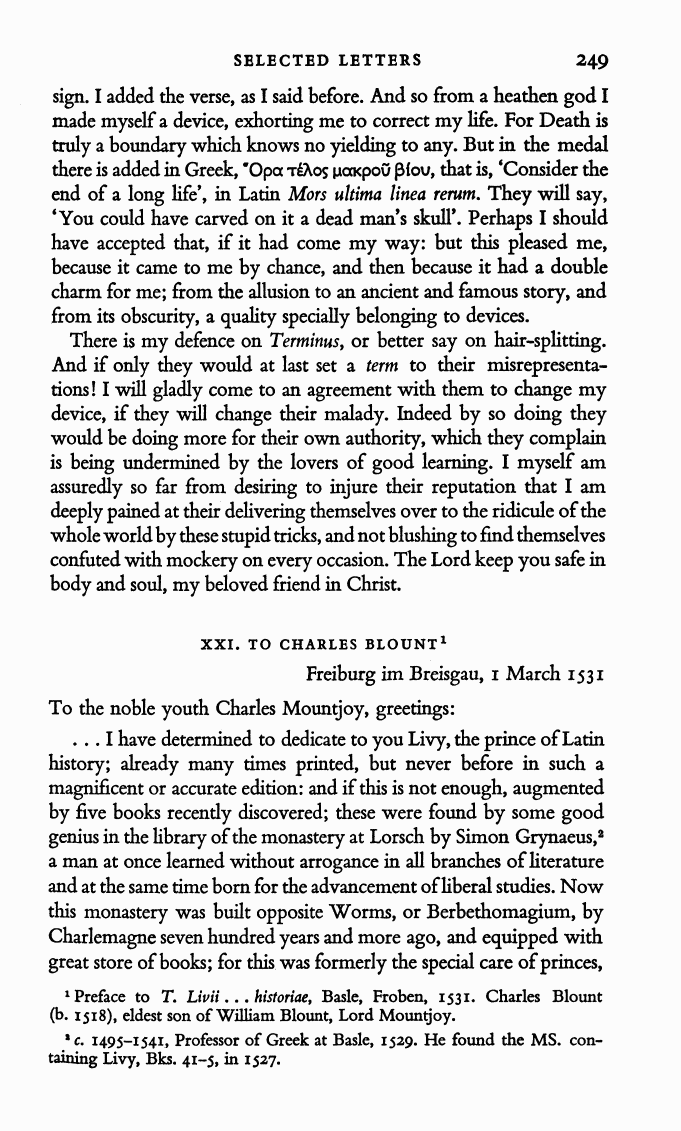 SELECTED LETTERS 249
sign. I added the verse, as I said before. And so from a heathen god I
made myself a device, exhorting me to correct my life. For Death is
truly a boundary which knows no yielding to any. But in the medal
there is added in Greek, Ὅρα τέλος μακροῦ βίου, that is, ‘Consider the
end of a long life’, in Latin Mors ultima linea rerum. They will say,
‘You could have carved on it a dead man’s skull’. Perhaps I should
have accepted that, if it had come my way: but this pleased me,
because it came to me by chance, and then because it had a double
charm for me; from the allusion to an ancient and famous story, and
from its obscurity, a quality specially belonging to devices.
There is my defence on Terminus, or better say on hair-splitting.
And if only they would at last set a term to their misrepresenta-
tions! I will gladly come to an agreement with them to change my
device, if they will change their malady. Indeed by so doing they
would be doing more for their own authority, which they complain
is being undermined by the lovers of good learning. I myself am
assuredly so far from desiring to injure their reputation that I am
deeply pained at their delivering themselves over to the ridicule of the
whole world by these stupid tricks, and not blushing to find themselves
confuted with mockery on every occasion. The Lord keep you safe in
body and soul, my beloved friend in Christ.
XXI. TO CHARLES BLOUNT¹
Freiburg im Breisgau, 1 March 1531
To the noble youth Charles Mountjoy, greetings:
. . . I have determined to dedicate to you Livy, the prince of Latin
history; already many times printed, but never before in such a
magnificent or accurate edition: and if this is not enough, augmented
by five books recently discovered; these were found by some good
genius in the library of the monastery at Lorsch by Simon Grynaeus,²
a man at once learned without arrogance in all branches of literature
and at the same time born for the advancement of liberal studies. Now
this monastery was built opposite Worms, or Berbethomagium, by
Charlemagne seven hundred years and more ago, and equipped with
great store of books; for this was formerly the special care of princes,
¹ Preface to T. Livii . . . historiae, Basle, Froben, 1531. Charles Blount
(b. 1518), eldest son of William Blount, Lord Mountjoy.
² c. 1495–1541, Professor of Greek at Basle, 1529. He found the MS. con-
taining Livy, Bks. 41–5, in 1527.